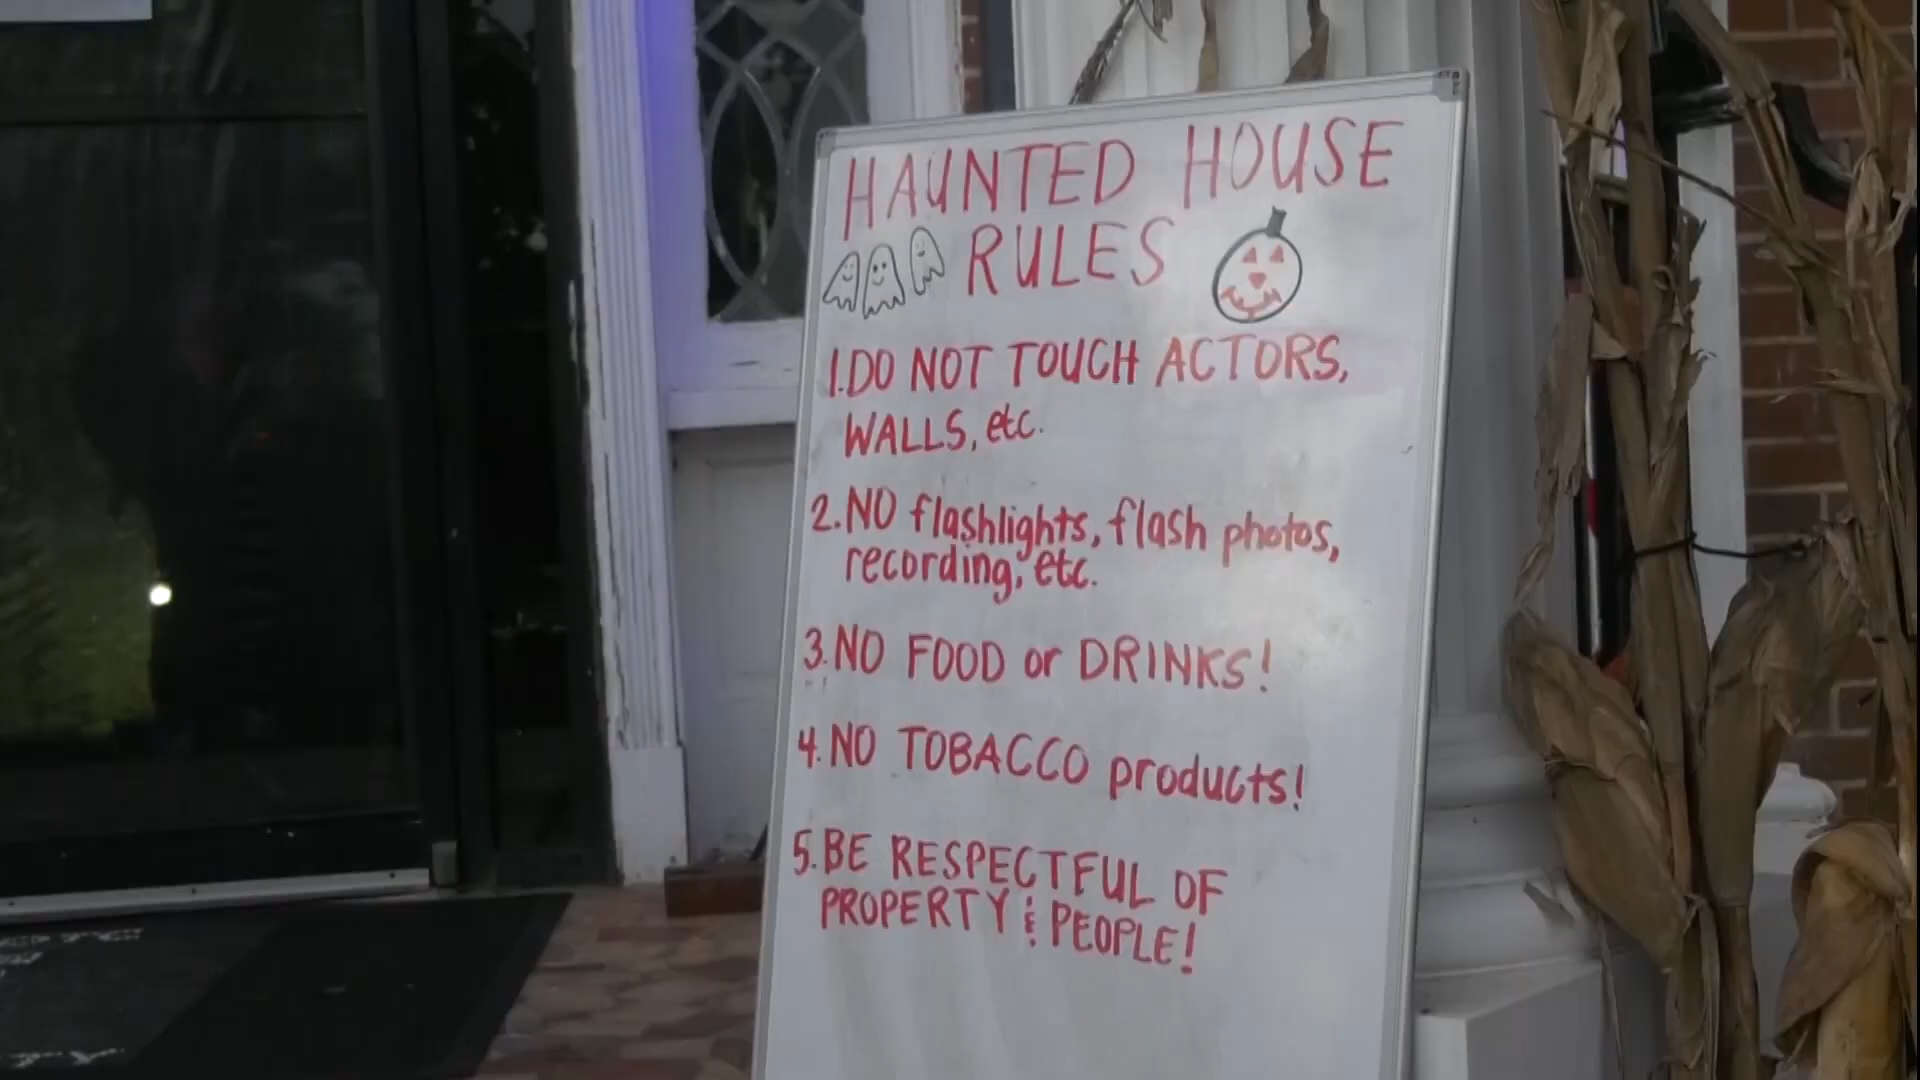 HAUNTED HOUSE
RULES
1. DO NOT TOUCH ACTORS,
WALLS, etc.
2. NO flashlights, flash photos,
recording, etc.
3. NO FOOD or DRINKS!
4. NO TOBACCO products!
5. BE RESPECTFUL OF
PROPERTY & PEOPLE!